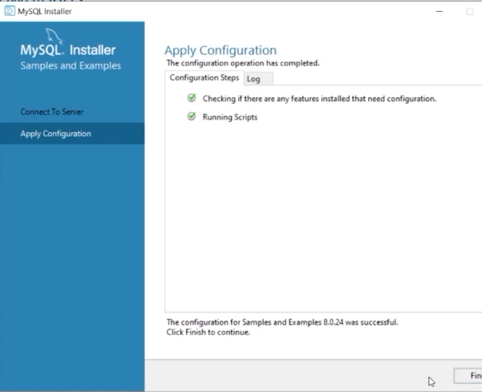 MySQL Installer
MySQL. Installer
Samples and Examples
Connect To Server
Apply Configuration
Apply Configuration
The configuration operation has completed.
Configuration Steps
Log
Checking if there are any features installed that need configuration.
Running Scripts
The configuration for Samples and Examples 8.0.24 was successful.
Click Finish to continue.